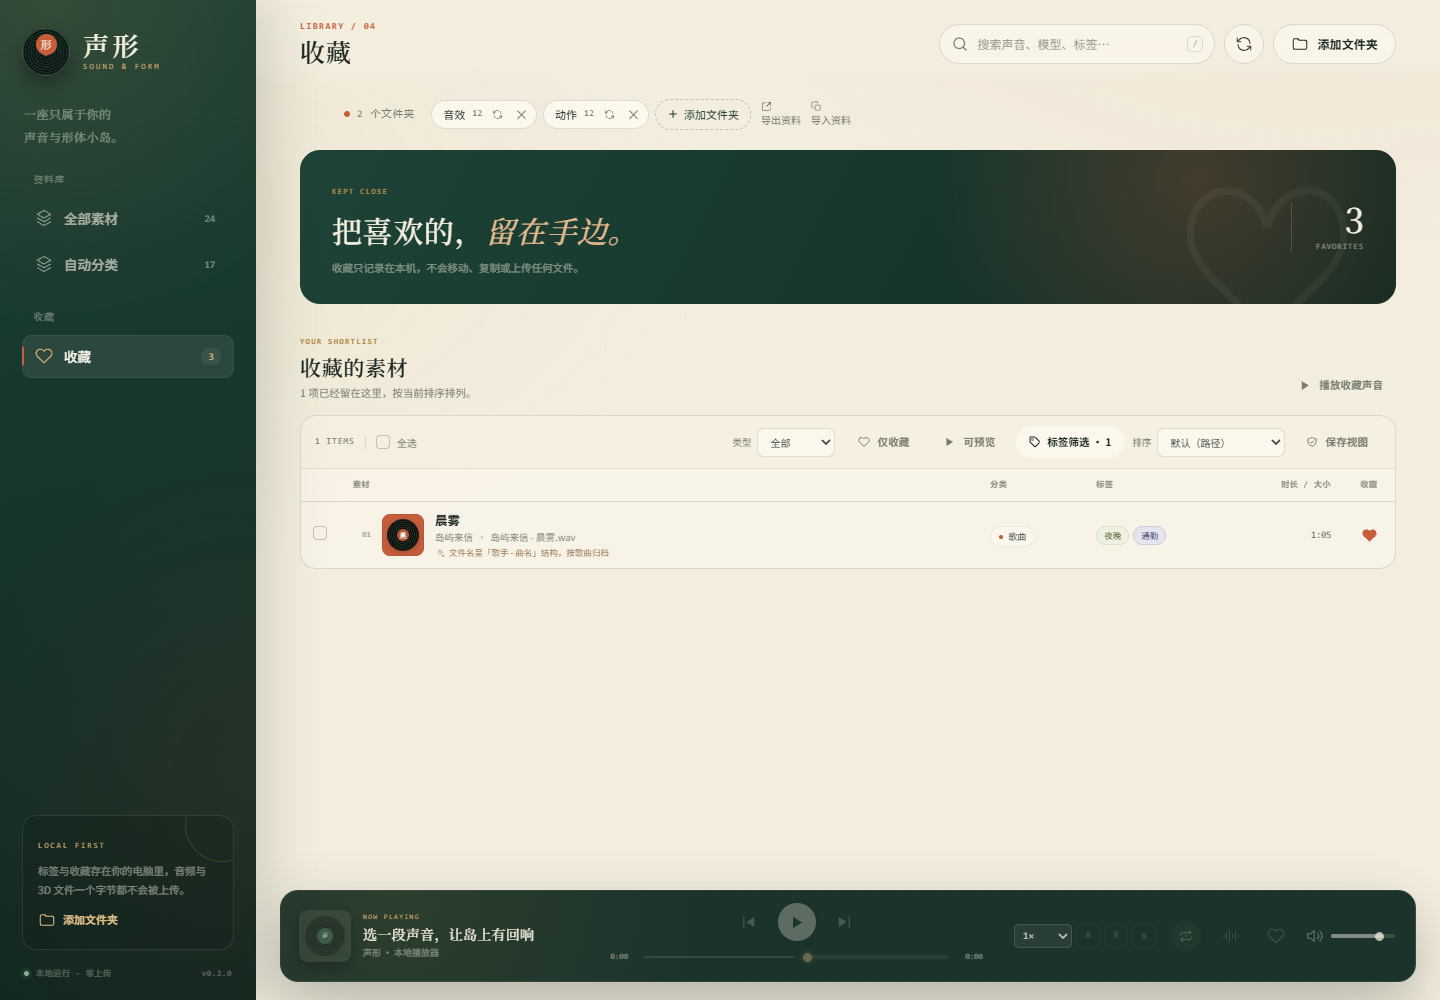 形
声形
SOUND & FORM
一座只属于你的
声音与形体小岛。
资料库
全部素材 24
自动分类 17
收藏
收藏 3
LOCAL FIRST
标签与收藏存在你的电脑里，音频与
3D 文件一个字节都不会被上传。
添加文件夹
本地运行 · 零上传 v0.2.0
LIBRARY / 04
收藏
搜索声音、模型、标签… /
添加文件夹
2 个文件夹 音效 12 动作 12 添加文件夹 导出资料 导入资料
KEPT CLOSE
把喜欢的，留在手边。
收藏只记录在本机，不会移动、复制或上传任何文件。
3
FAVORITES
YOUR SHORTLIST
收藏的素材
1 项已经留在这里，按当前排序排列。
播放收藏声音
1 ITEMS 全选 类型 全部 仅收藏 可预览 标签筛选 · 1 排序 默认（路径） 保存视图
素材 分类 标签 时长 / 大小 收藏
01 晨雾
岛屿来信 · 岛屿来信 - 晨雾.wav
文件名呈「歌手 - 曲名」结构，按歌曲归档
歌曲 夜晚 通勤 1:05
NOW PLAYING
选一段声音，让岛上有回响
声形 · 本地播放器
0:00 0:00
1× A B X